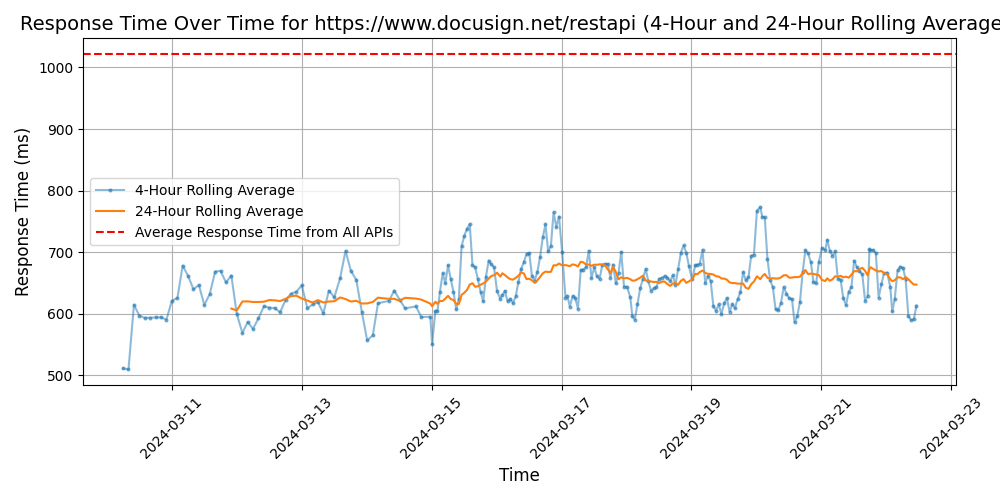 Response Time Over Time for https://www.docusign.net/restapi (4-Hour and 24-Hour Rolling Average
Response Time (ms)
1000
900
800
700
600
500
4-Hour Rolling Average
24-Hour Rolling Average
Average Response Time from All APIs
2024-03-11
2024-03-13
2024-03-15
2024-03-17
2024-03-19
2024-03-21
2024-03-23
Time